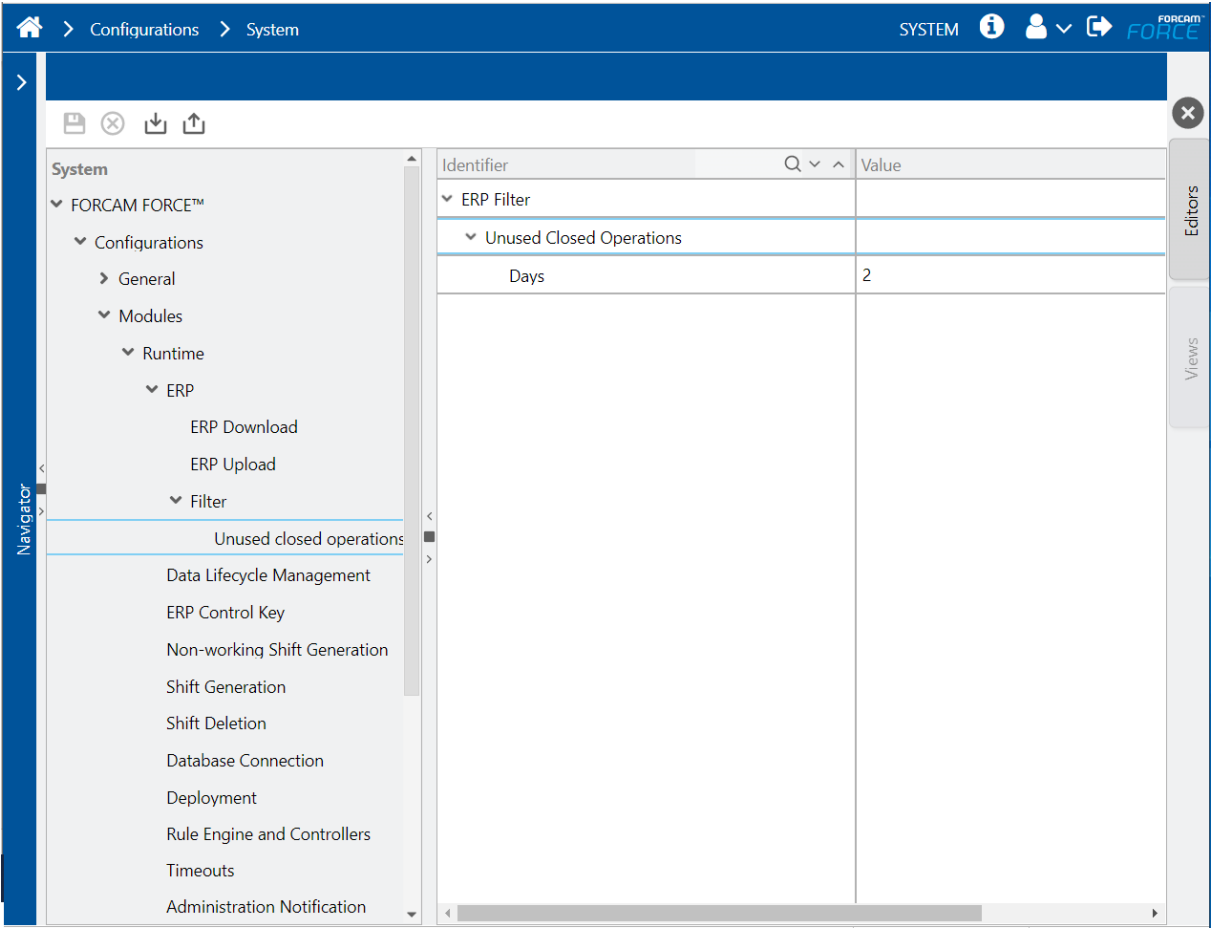 Configurations System SYSTEM FORCAM™ FORCE
System
FORCAM FORCE™
Configurations
General
Modules
Runtime
ERP
ERP Download
ERP Upload
Filter
Unused closed operations
Data Lifecycle Management
ERP Control Key
Non-working Shift Generation
Shift Generation
Shift Deletion
Database Connection
Deployment
Rule Engine and Controllers
Timeouts
Administration Notification
Identifier Value
ERP Filter
Unused Closed Operations
Days 2
Navigator
Editors
Views